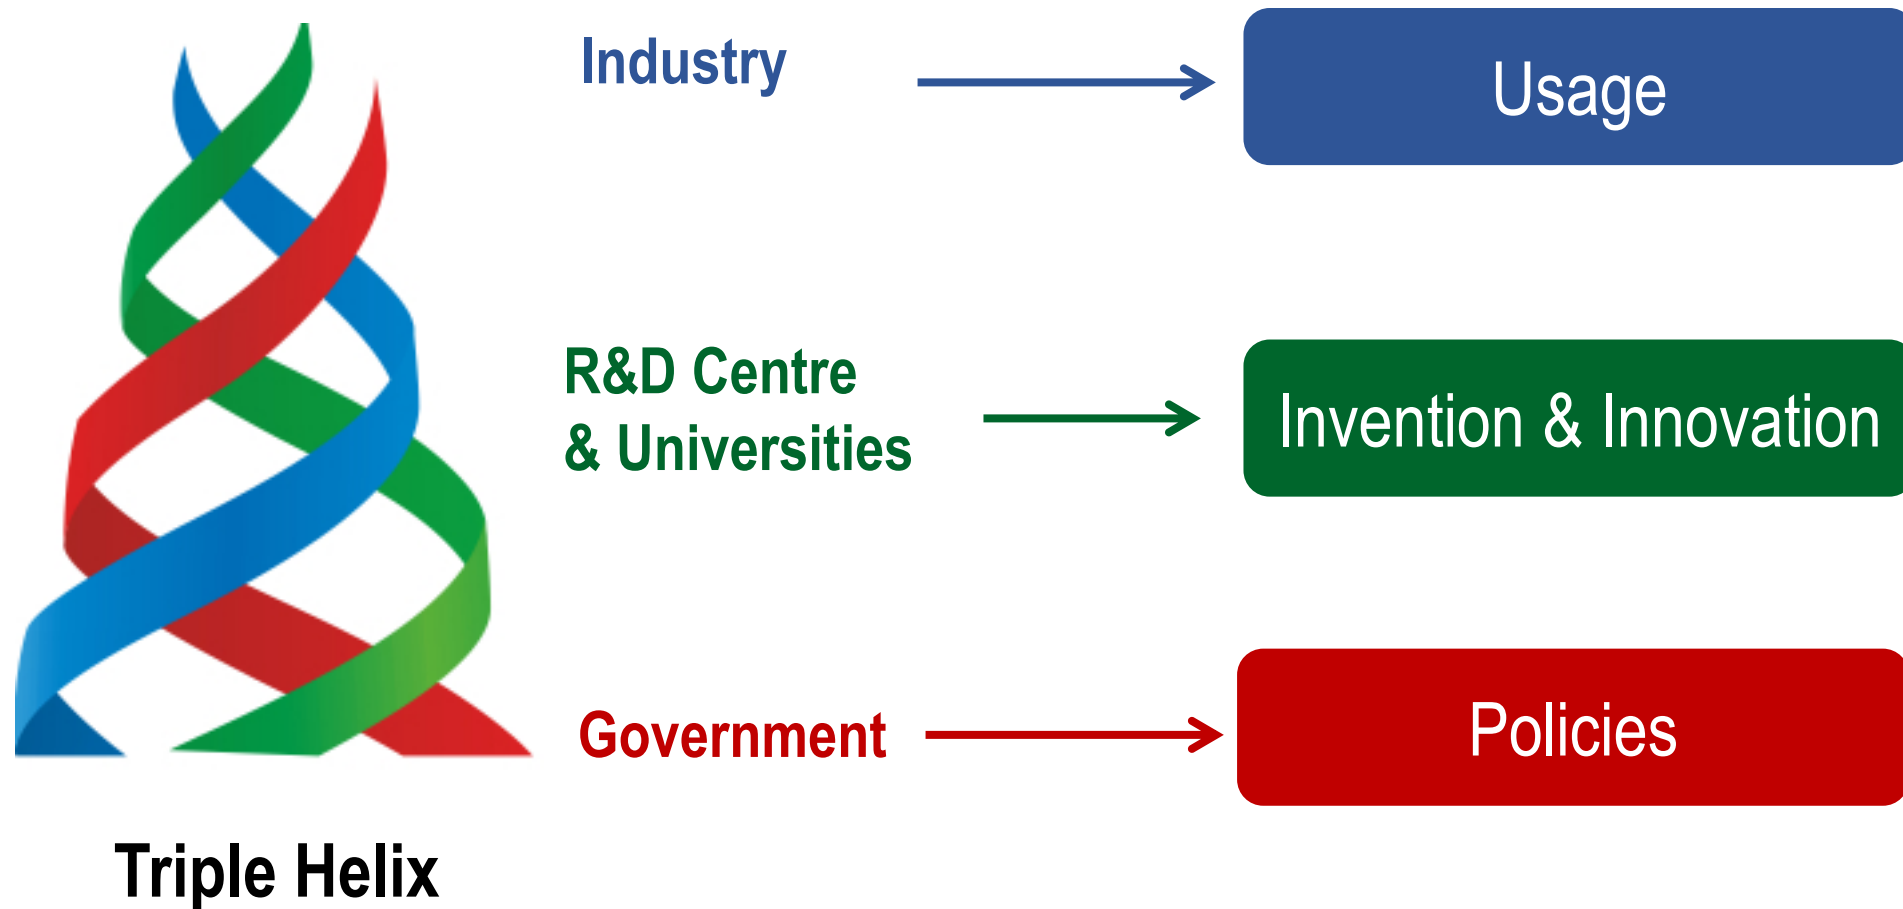 Industry
Usage
R&D Centre
& Universities
Invention & Innovation
Government
Policies
Triple Helix